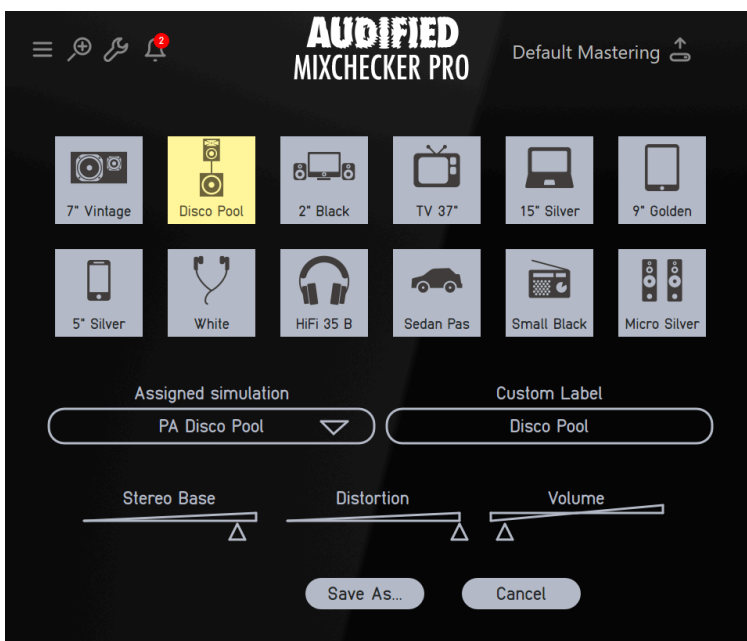 2
AUDIFIED
MIXCHECKER PRO
Default Mastering
7" Vintage
Disco Pool
2" Black
TV 37"
15" Silver
9" Golden
5" Silver
White
HiFi 35 B
Sedan Pas
Small Black
Micro Silver
Assigned simulation
Custom Label
PA Disco Pool
Disco Pool
Stereo Base
Distortion
Volume
Save As...
Cancel